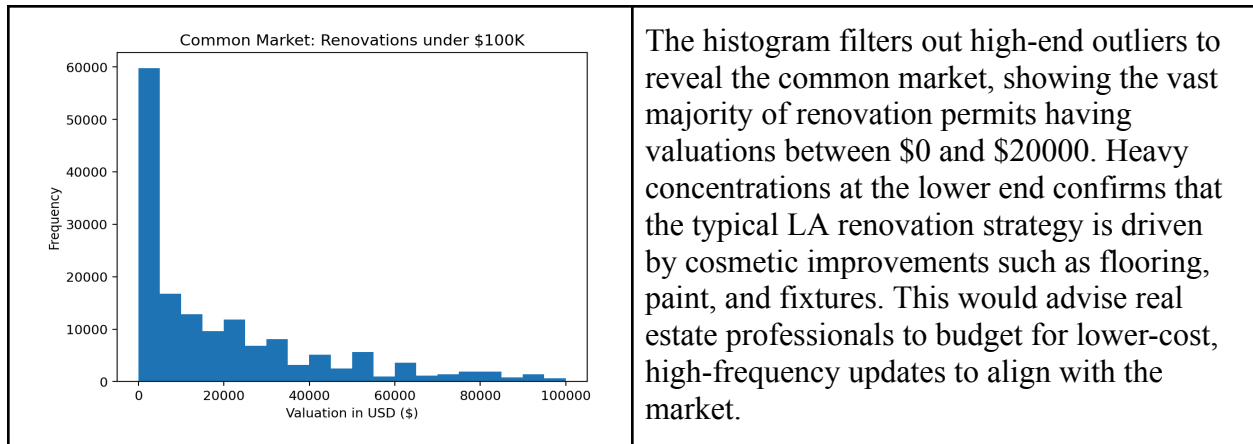 Common Market: Renovations under $100K
60000
50000
40000
30000
20000
10000
0
Frequency
0 20000 40000 60000 80000 100000
Valuation in USD ($)
The histogram filters out high-end outliers to
reveal the common market, showing the vast
majority of renovation permits having
valuations between $0 and $20000. Heavy
concentrations at the lower end confirms that
the typical LA renovation strategy is driven
by cosmetic improvements such as flooring,
paint, and fixtures. This would advise real
estate professionals to budget for lower-cost,
high-frequency updates to align with the
market.